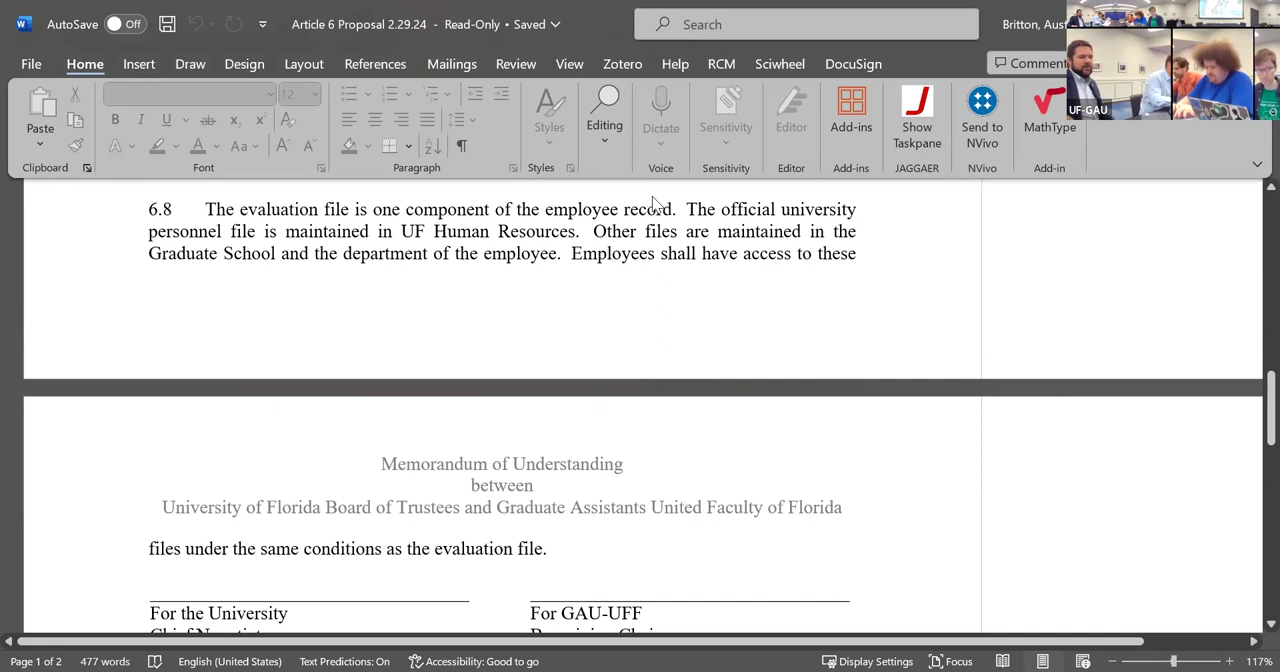 AutoSave Off Article 6 Proposal 2.29.24 - Read-Only • Saved Search Britton, Aus
File Home Insert Draw Design Layout References Mailings Review View Zotero Help RCM Sciwheel DocuSign Comment
UF-GAU
12
Paste Styles Editing Dictate Sensitivity Editor Add-ins Show Taskpane Send to NVivo MathType
Clipboard Font Paragraph Styles Voice Sensitivity Editor Add-ins JAGGAER NVivo Add-in
6.8 The evaluation file is one component of the employee record. The official university
personnel file is maintained in UF Human Resources. Other files are maintained in the
Graduate School and the department of the employee. Employees shall have access to these
Memorandum of Understanding
between
University of Florida Board of Trustees and Graduate Assistants United Faculty of Florida
files under the same conditions as the evaluation file.
For the University For GAU-UFF
Page 1 of 2 477 words English (United States) Text Predictions: On Accessibility: Good to go Display Settings Focus 117%